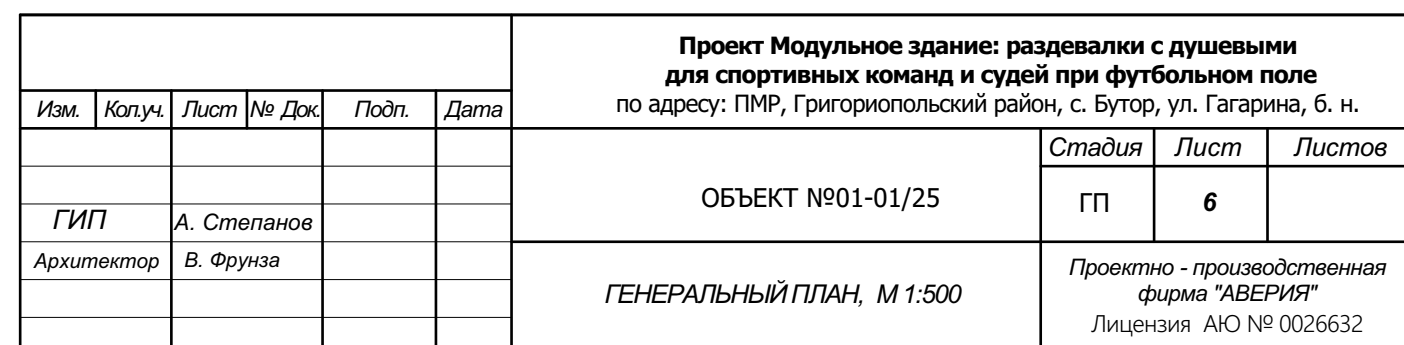 Проект Модульное здание: раздевалки с душевыми
для спортивных команд и судей при футбольном поле
по адресу: ПМР, Григориопольский район, с. Бутор, ул. Гагарина, б. н.
Изм. Кол.уч. Лист № Док. Подп. Дата
Стадия Лист Листов
ОБЪЕКТ №01-01/25 ГП 6
ГИП А. Степанов
Архитектор В. Фрунза
ГЕНЕРАЛЬНЫЙ ПЛАН, М 1:500
Проектно - производственная
фирма "АВЕРИЯ"
Лицензия АЮ № 0026632